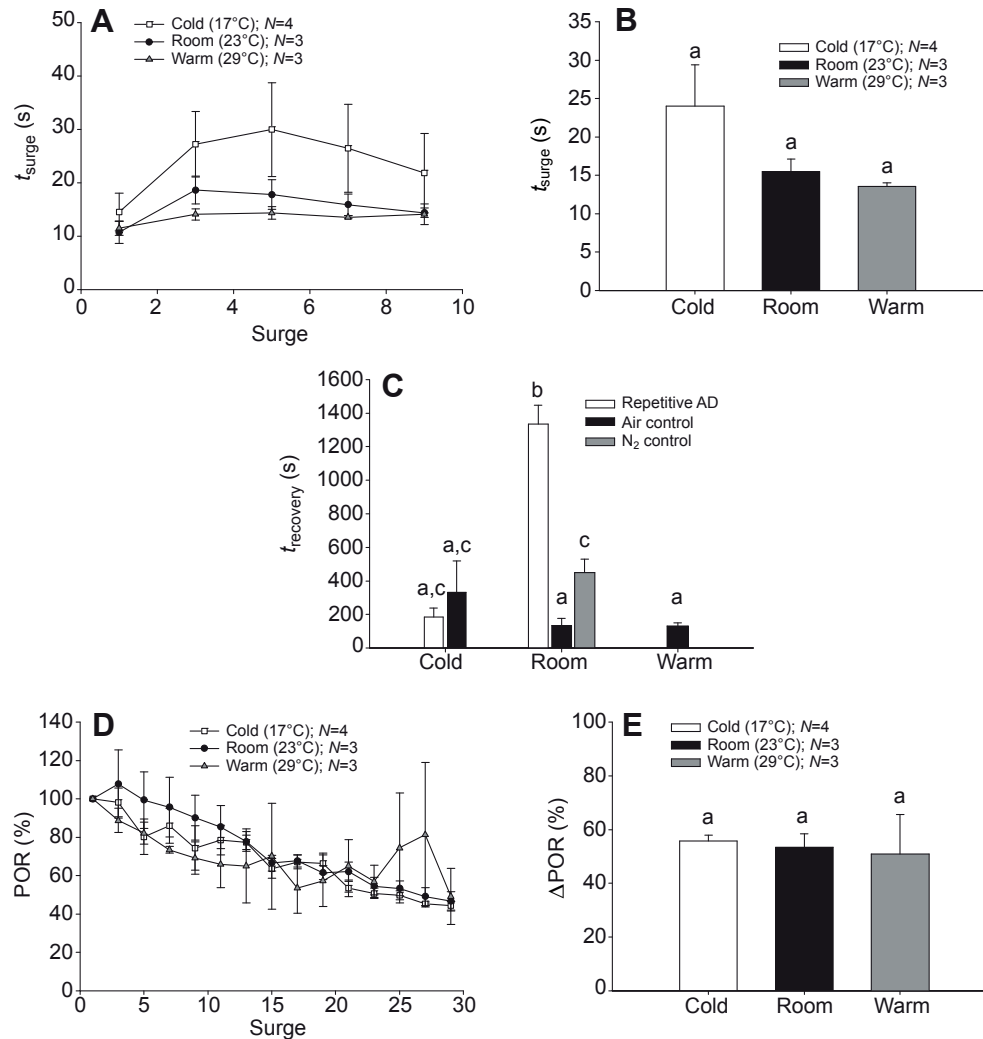 A
Cold (17°C); N=4
Room (23°C); N=3
Warm (29°C); N=3
50
40
30
20
10
0
t surge (s)
0 2 4 6 8 10
Surge
B
Cold (17°C); N=4
Room (23°C); N=3
Warm (29°C); N=3
35
30
25
20
15
10
5
0
t surge (s)
a a a
Cold Room Warm
C
Repetitive AD
Air control
N2 control
1600
1400
1200
1000
800
600
400
200
0
t recovery (s)
a,c a,c b a c a
Cold Room Warm
D
Cold (17°C); N=4
Room (23°C); N=3
Warm (29°C); N=3
140
120
100
80
60
40
20
0
POR (%)
0 5 10 15 20 25 30
Surge
E
Cold (17°C); N=4
Room (23°C); N=3
Warm (29°C); N=3
100
80
60
40
20
0
ΔPOR (%)
a a a
Cold Room Warm